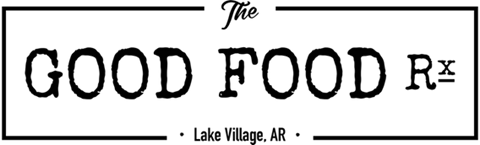 The
GOOD FOOD Rx
• Lake Village, AR •